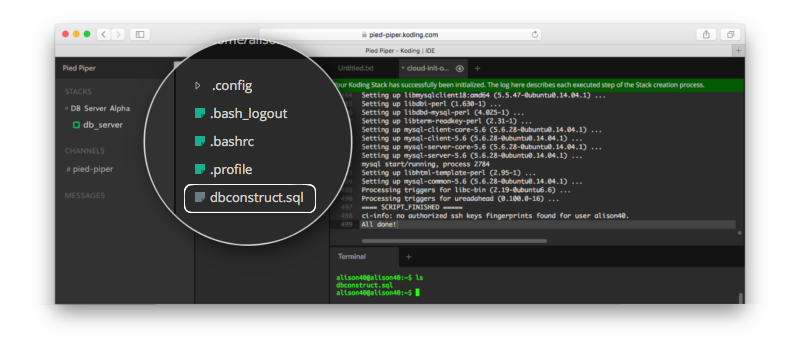 pied-piper.koding.com
Pied Piper - Koding | IDE
Pied Piper
STACKS
DB Server Alpha
db_server
CHANNELS
# pied-piper
MESSAGES
.config
.bash_logout
.bashrc
.profile
dbconstruct.sql
Untitled.txt
cloud-init-o...
our Koding Stack has successfully been initialized. The log here describes each executed step of the Stack creation process.
Setting up libmysqlclient18:amd64 (5.5.47-0ubuntu0.14.04.1) ...
Setting up libdbi-perl (1.630-1) ...
Setting up libdbd-mysql-perl (4.025-1) ...
Setting up libterm-readkey-perl (2.31-1) ...
Setting up mysql-client-core-5.6 (5.6.28-0ubuntu0.14.04.1) ...
Setting up mysql-client-5.6 (5.6.28-0ubuntu0.14.04.1) ...
Setting up mysql-server-core-5.6 (5.6.28-0ubuntu0.14.04.1) ...
Setting up mysql-server-5.6 (5.6.28-0ubuntu0.14.04.1) ...
mysql start/running, process 2784
Setting up libhtml-template-perl (2.95-1) ...
Setting up mysql-common-5.6 (5.6.28-0ubuntu0.14.04.1) ...
Processing triggers for libc-bin (2.19-0ubuntu6.6) ...
Processing triggers for ureadahead (0.100.0-16) ...
497 ==== SCRIPT_FINISHED =====
498 ci-info: no authorized ssh keys fingerprints found for user alison40.
499 All done!
Terminal
alison40@alison40:~$ ls
dbconstruct.sql
alison40@alison40:~$